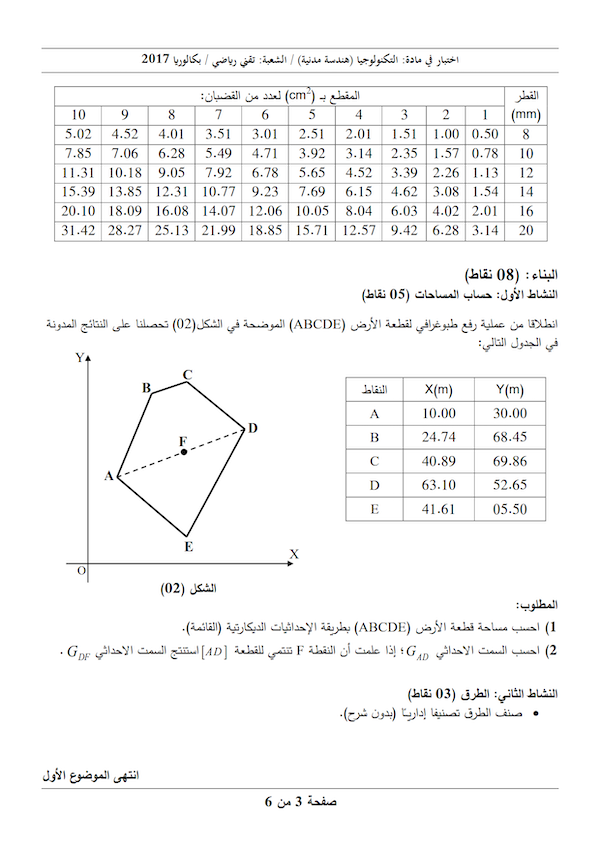 اختبار في مادة: التكنولوجيا (هندسة مدنية) / الشعبة: تقني رياضي / بكالوريا 2017
القطر (mm) المقطع بـ (cm²) لعدد من القضبان:
10 9 8 7 6 5 4 3 2 1
5.02 4.52 4.01 3.51 3.01 2.51 2.01 1.51 1.00 0.50 8
7.85 7.06 6.28 5.49 4.71 3.92 3.14 2.35 1.57 0.78 10
11.31 10.18 9.05 7.92 6.78 5.65 4.52 3.39 2.26 1.13 12
15.39 13.85 12.31 10.77 9.23 7.69 6.15 4.62 3.08 1.54 14
20.10 18.09 16.08 14.07 12.06 10.05 8.04 6.03 4.02 2.01 16
31.42 28.27 25.13 21.99 18.85 15.71 12.57 9.42 6.28 3.14 20
البناء: (08 نقاط)
النشاط الأول: حساب المساحات (05 نقاط)
انطلاقا من عملية رفع طبوغرافي لقطعة الأرض (ABCDE) الموضحة في الشكل(02) تحصلنا على النتائج المدونة
في الجدول التالي:
Y
C
B
D
F
A
E
X
O
الشكل (02)
النقاط X(m) Y(m)
A 10.00 30.00
B 24.74 68.45
C 40.89 69.86
D 63.10 52.65
E 41.61 05.50
المطلوب:
1) احسب مساحة قطعة الأرض (ABCDE) بطريقة الإحداثيات الديكارتية (القائمة).
2) احسب السمت الاحداثي G_AD ؛ إذا علمت أن النقطة F تنتمي للقطعة [AD] استنتج السمت الاحداثي G_DF .
النشاط الثاني: الطرق (03 نقاط)
• صنف الطرق تصنيفا إداريًا (بدون شرح).
انتهى الموضوع الأول
صفحة 3 من 6